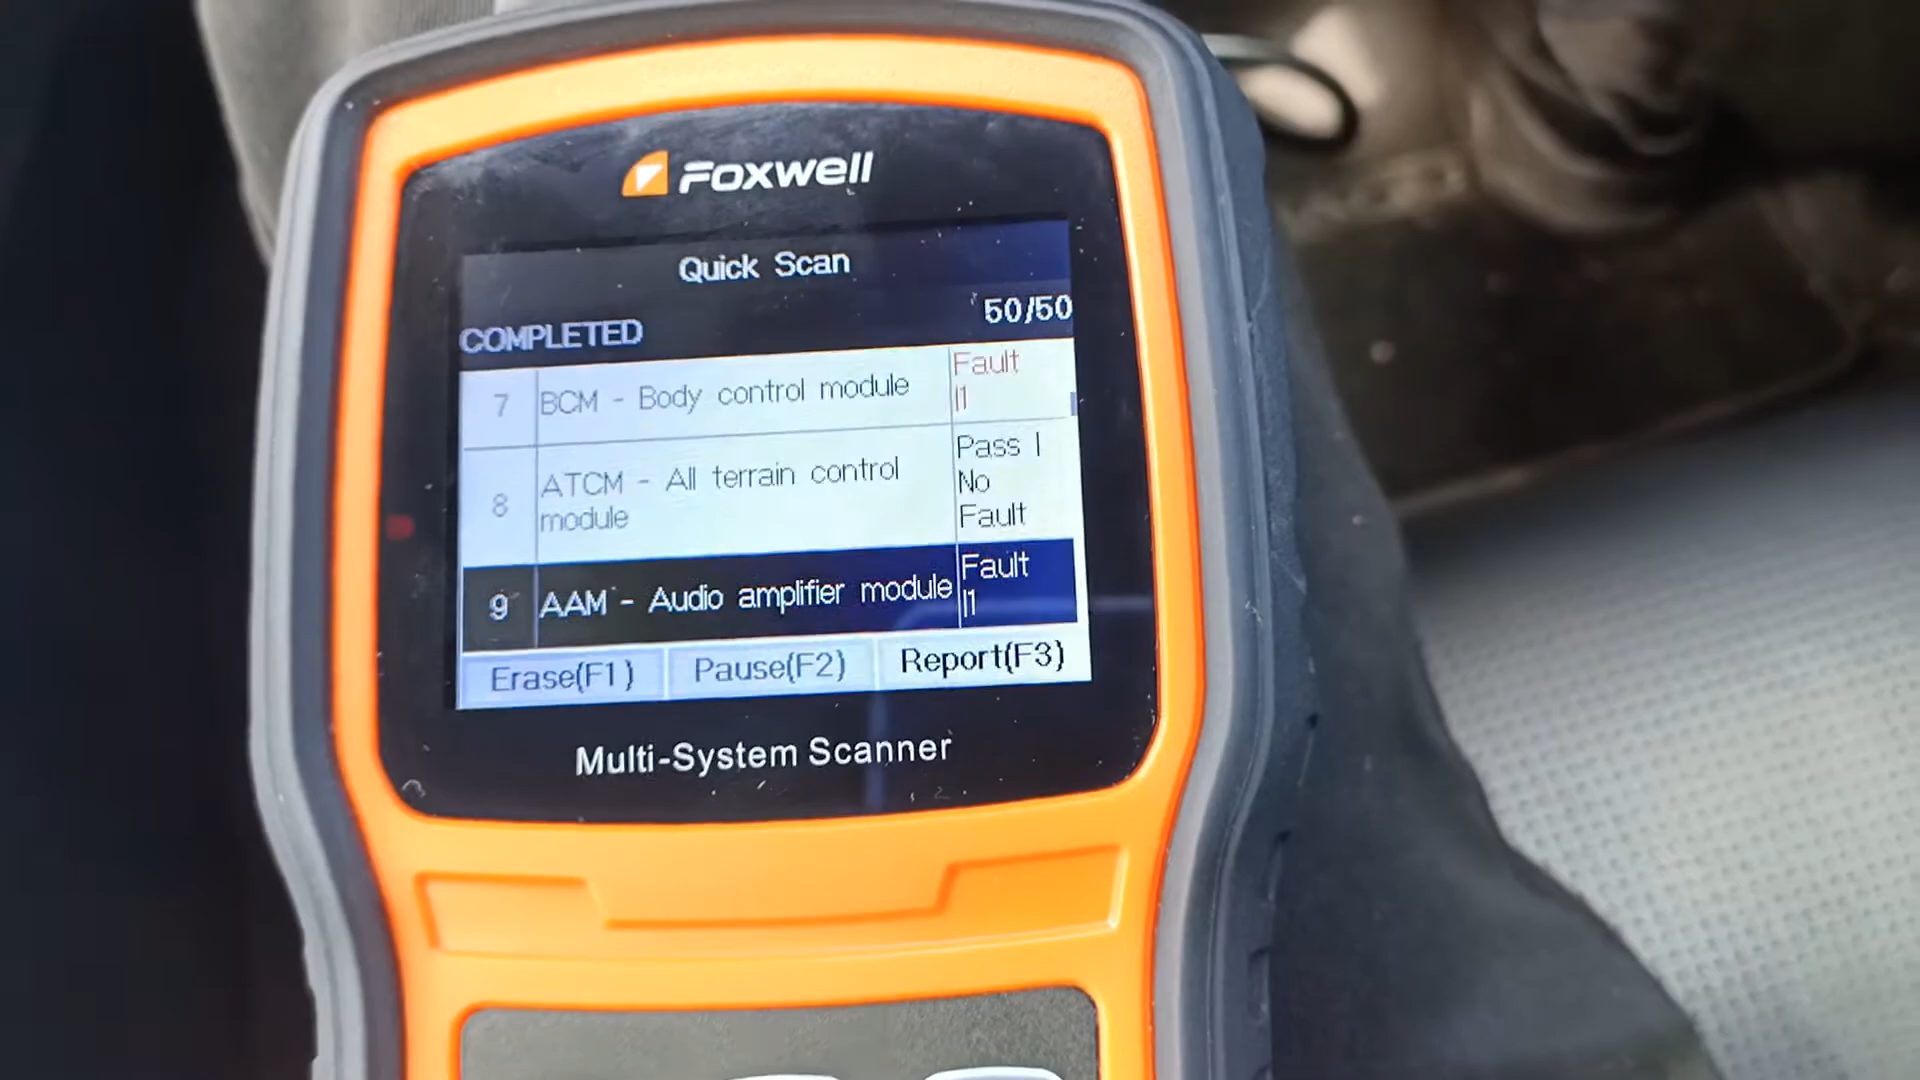 Foxwell
Quick Scan
50/50
COMPLETED
7 BCM - Body control module Fault |1
8 ATCM - All terrain control module Pass | No Fault
9 AAM - Audio amplifier module Fault |1
Erase(F1) Pause(F2) Report(F3)
Multi-System Scanner